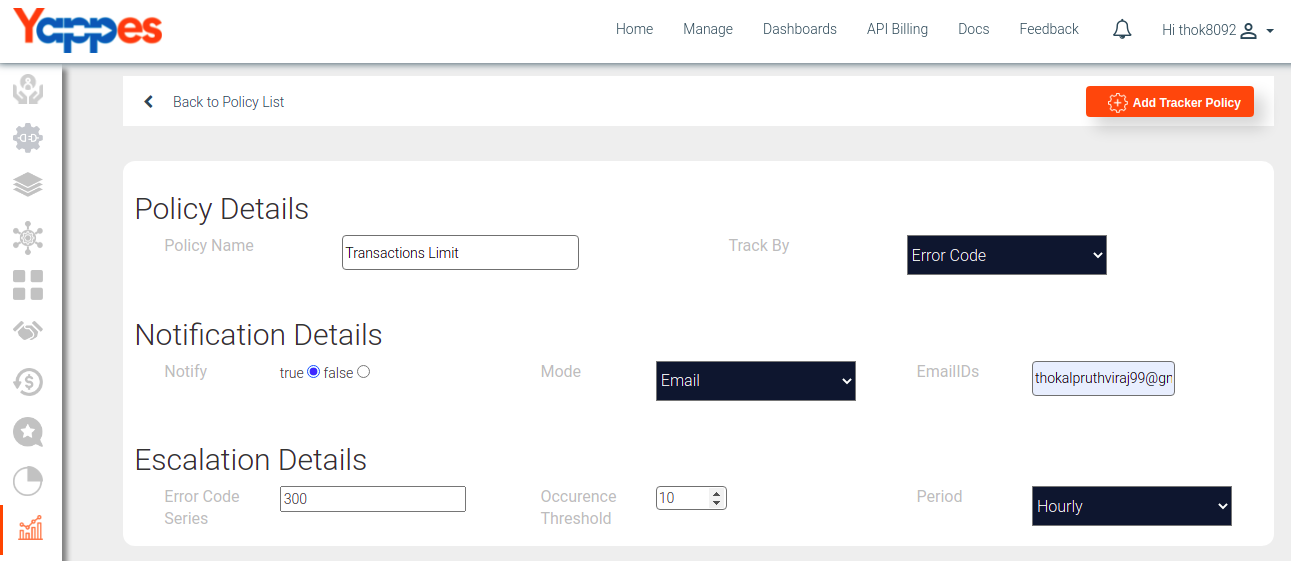 Yappes
Home Manage Dashboards API Billing Docs Feedback Hi thok8092
Back to Policy List
Add Tracker Policy
Policy Details
Policy Name Transactions Limit Track By Error Code
Notification Details
Notify true false Mode Email EmailIDs thokalpruthviraj99@gn
Escalation Details
Error Code Series 300 Occurence Threshold 10 Period Hourly